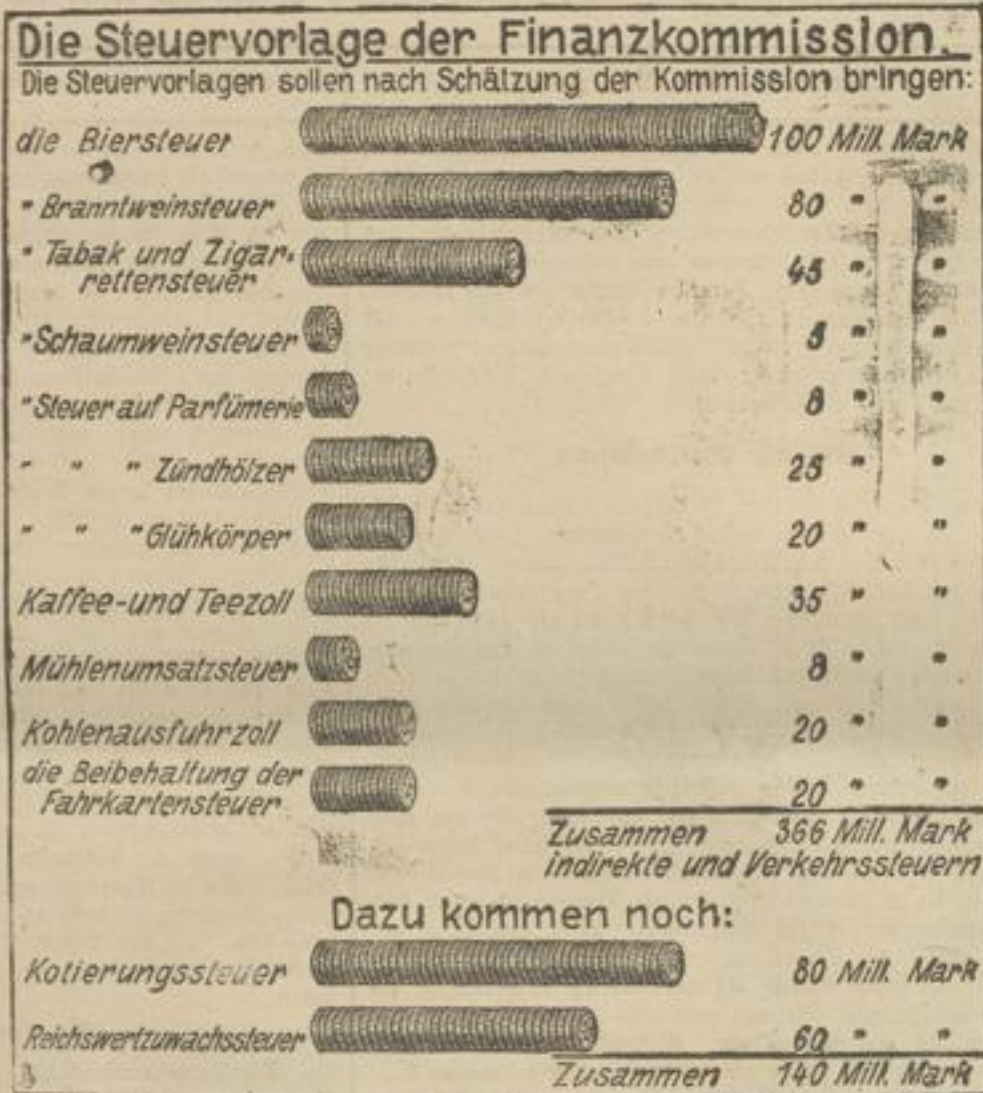 Die Steuervorlage der Finanzkommission.
Die Steuervorlagen sollen nach Schätzung der Kommission bringen:
die Biersteuer 100 Mill. Mark
" Branntweinsteuer 80 " "
" Tabak und Zigar-
rettensteuer 45 " "
" Schaumweinsteuer 5 " "
" Steuer auf Parfümerie 8 " "
" " " Zündhölzer 25 " "
" " " Glühkörper 20 " "
Kaffee- und Teezoll 35 " "
Mühlenumsatzsteuer 8 " "
Kohlenausfuhrzoll 20 " "
die Beibehaltung der
Fahrkartensteuer 20 " "
Zusammen 366 Mill. Mark
indirekte und Verkehrssteuern
Dazu kommen noch:
Kotierungssteuer 80 Mill. Mark
Reichswertzuwachssteuer 60 " "
Zusammen 140 Mill. Mark